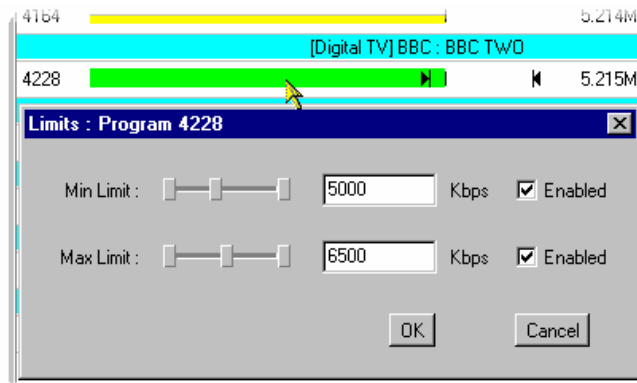 4164 5.214M
[Digital TV] BBC : BBC TWO
4228 5.215M
Limits : Program 4228
Min Limit : 5000 Kbps Enabled
Max Limit : 6500 Kbps Enabled
OK Cancel